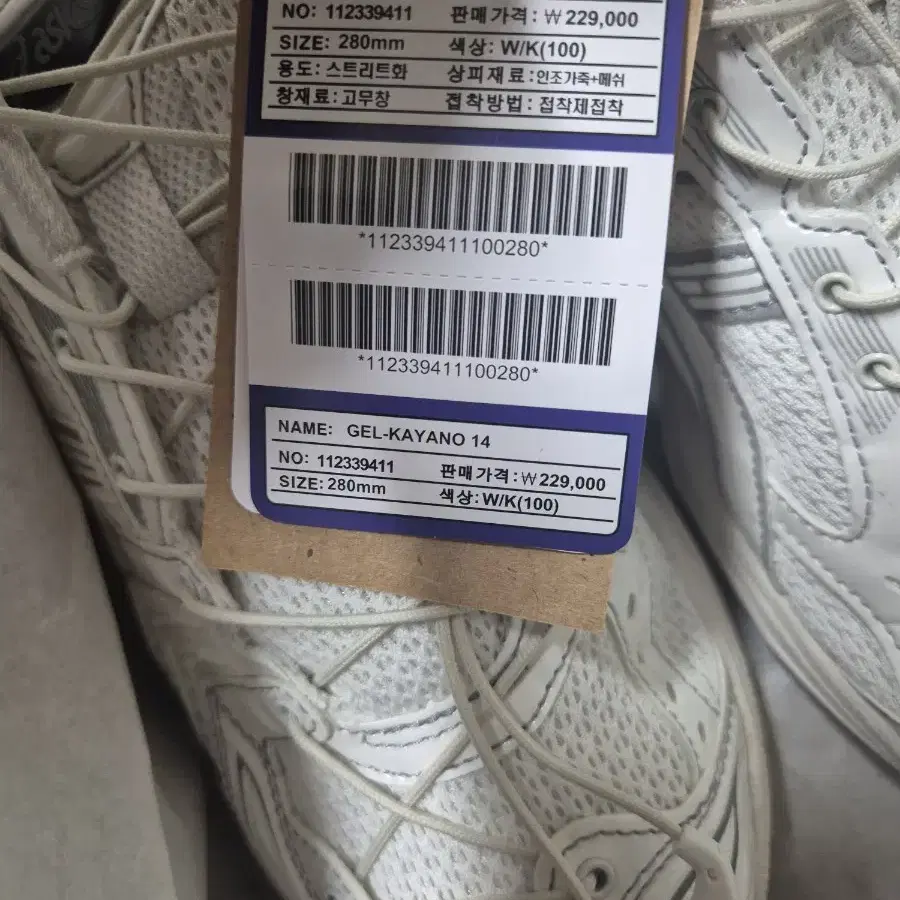 asics
NO: 112339411 판매가격: ₩229,000
SIZE: 280mm 색상: W/K(100)
용도: 스트리트화 상피재료: 인조가죽+메쉬
창재료: 고무창 접착방법: 접착제접착
*112339411100280*
*112339411100280*
NAME: GEL-KAYANO 14
NO: 112339411 판매가격: ₩229,000
SIZE: 280mm 색상: W/K(100)